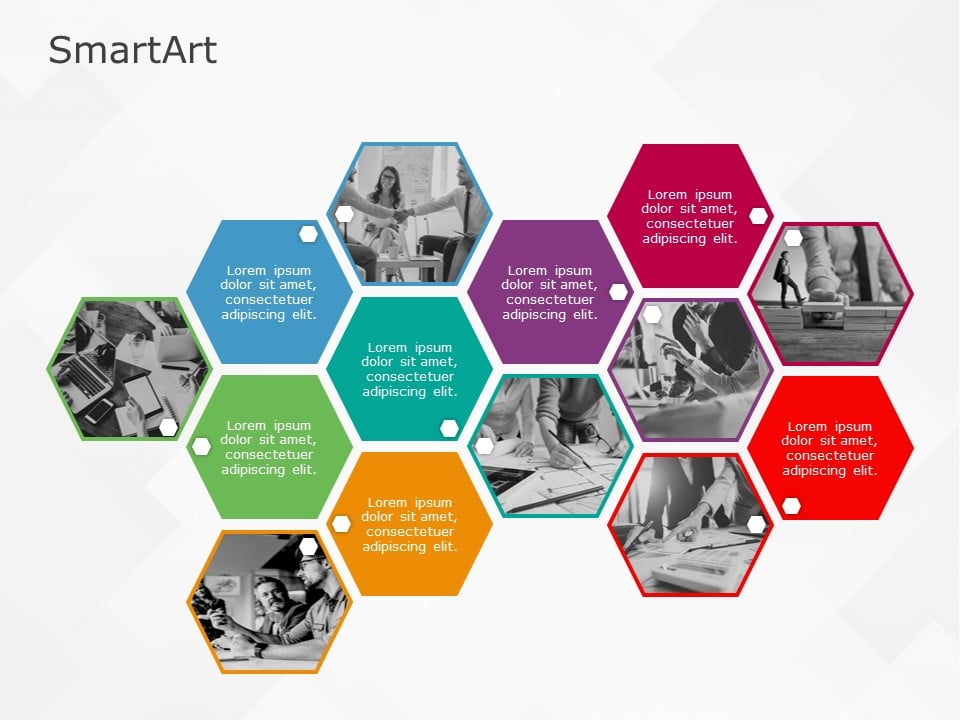 SmartArt
Lorem ipsum
dolor sit amet,
consectetuer
adipiscing elit.
Lorem ipsum
dolor sit amet,
consectetuer
adipiscing elit.
Lorem ipsum
dolor sit amet,
consectetuer
adipiscing elit.
Lorem ipsum
dolor sit amet,
consectetuer
adipiscing elit.
Lorem ipsum
dolor sit amet,
consectetuer
adipiscing elit.
Lorem ipsum
dolor sit amet,
consectetuer
adipiscing elit.
Lorem ipsum
dolor sit amet,
consectetuer
adipiscing elit.